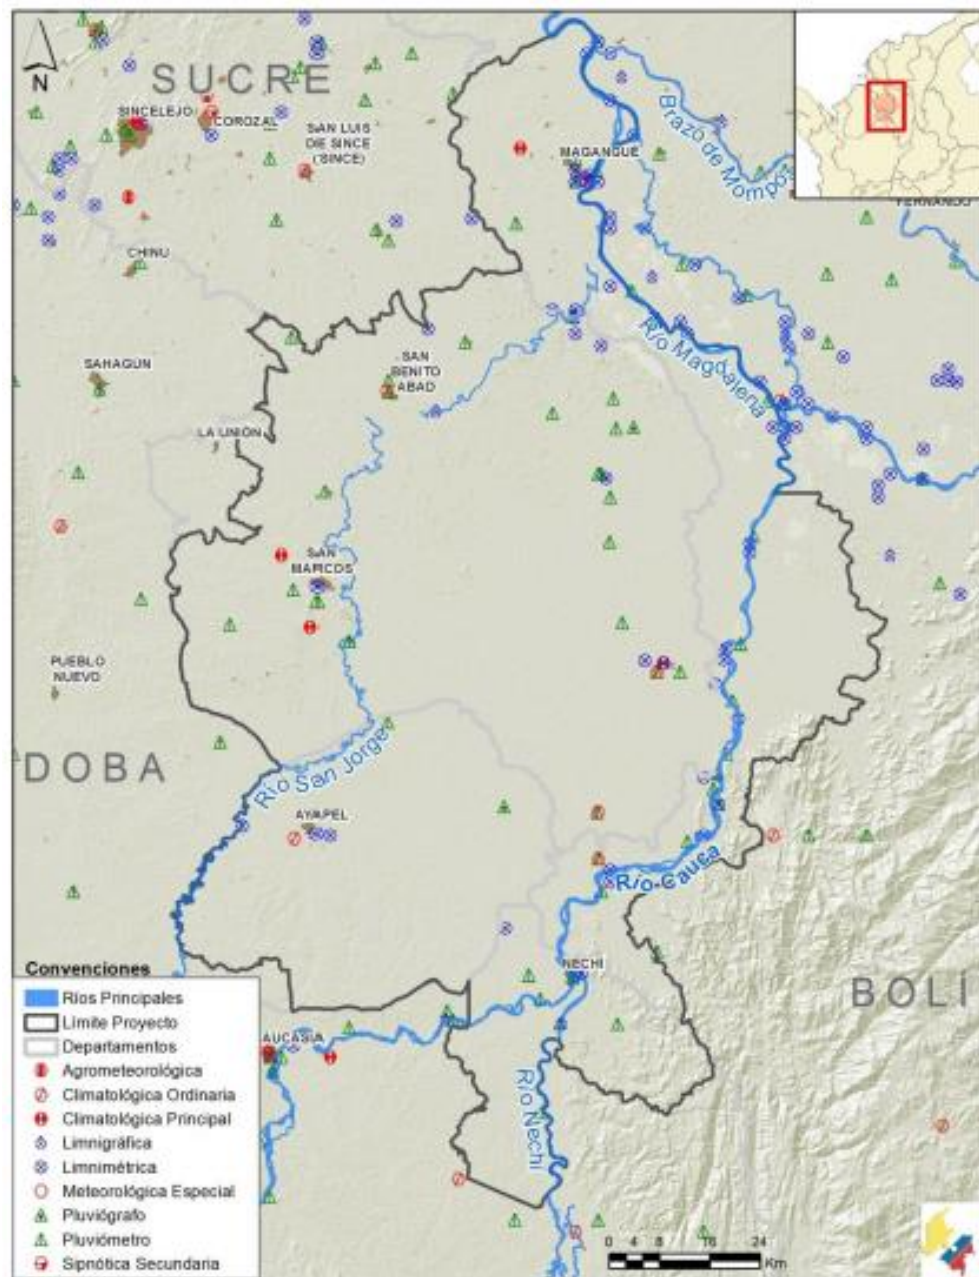 N
SUCRE
SINCELEJO
COROZAL
SAN LUIS
DE SINCE
('SINCE)
MAGANGUE
Brazo de Mompos
FERNANDO
CHINU
Río Magdalena
SAHAGUN
SAN
BENITO
ABAD
LA UNION
SAN
MARCOS
PUEBLO
NUEVO
DOBA
Río San Jorge
AYAPEL
Río Cauca
NECHI
BOLÍ
AUCASIA
Río Nechi
Convenciones
Ríos Principales
Límite Proyecto
Departamentos
Agrometeorológica
Climatológica Ordinaria
Climatológica Principal
Limnigráfica
Limnimétrica
Meteorológica Especial
Pluviógrafo
Pluviómetro
Sipnótica Secundaria
0 4 8 16 24
Km